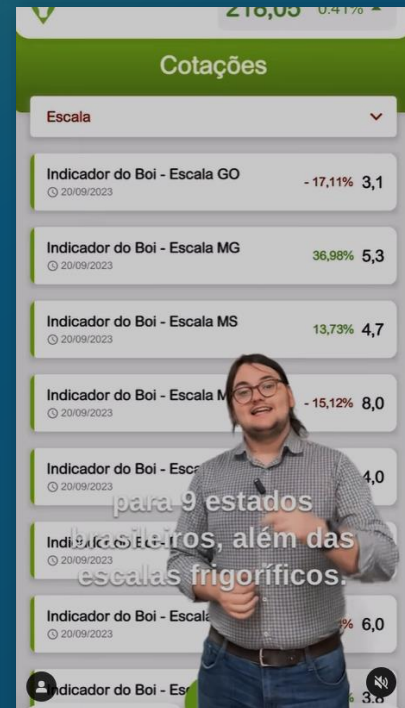 218,05 0.41%
Cotações
Escala
Indicador do Boi - Escala GO
- 17,11% 3,1
20/09/2023
Indicador do Boi - Escala MG
36,98% 5,3
20/09/2023
Indicador do Boi - Escala MS
13,73% 4,7
20/09/2023
Indicador do Boi - Escala
- 15,12% 8,0
20/09/2023
Indicador do Boi -
4,0
20/09/2023
para 9 estados
brasileiros, além das
escalas frigoríficos.
20/09/2023
Indicador do Boi - Escala
% 6,0
20/09/2023
Indicador do Boi -
3.8